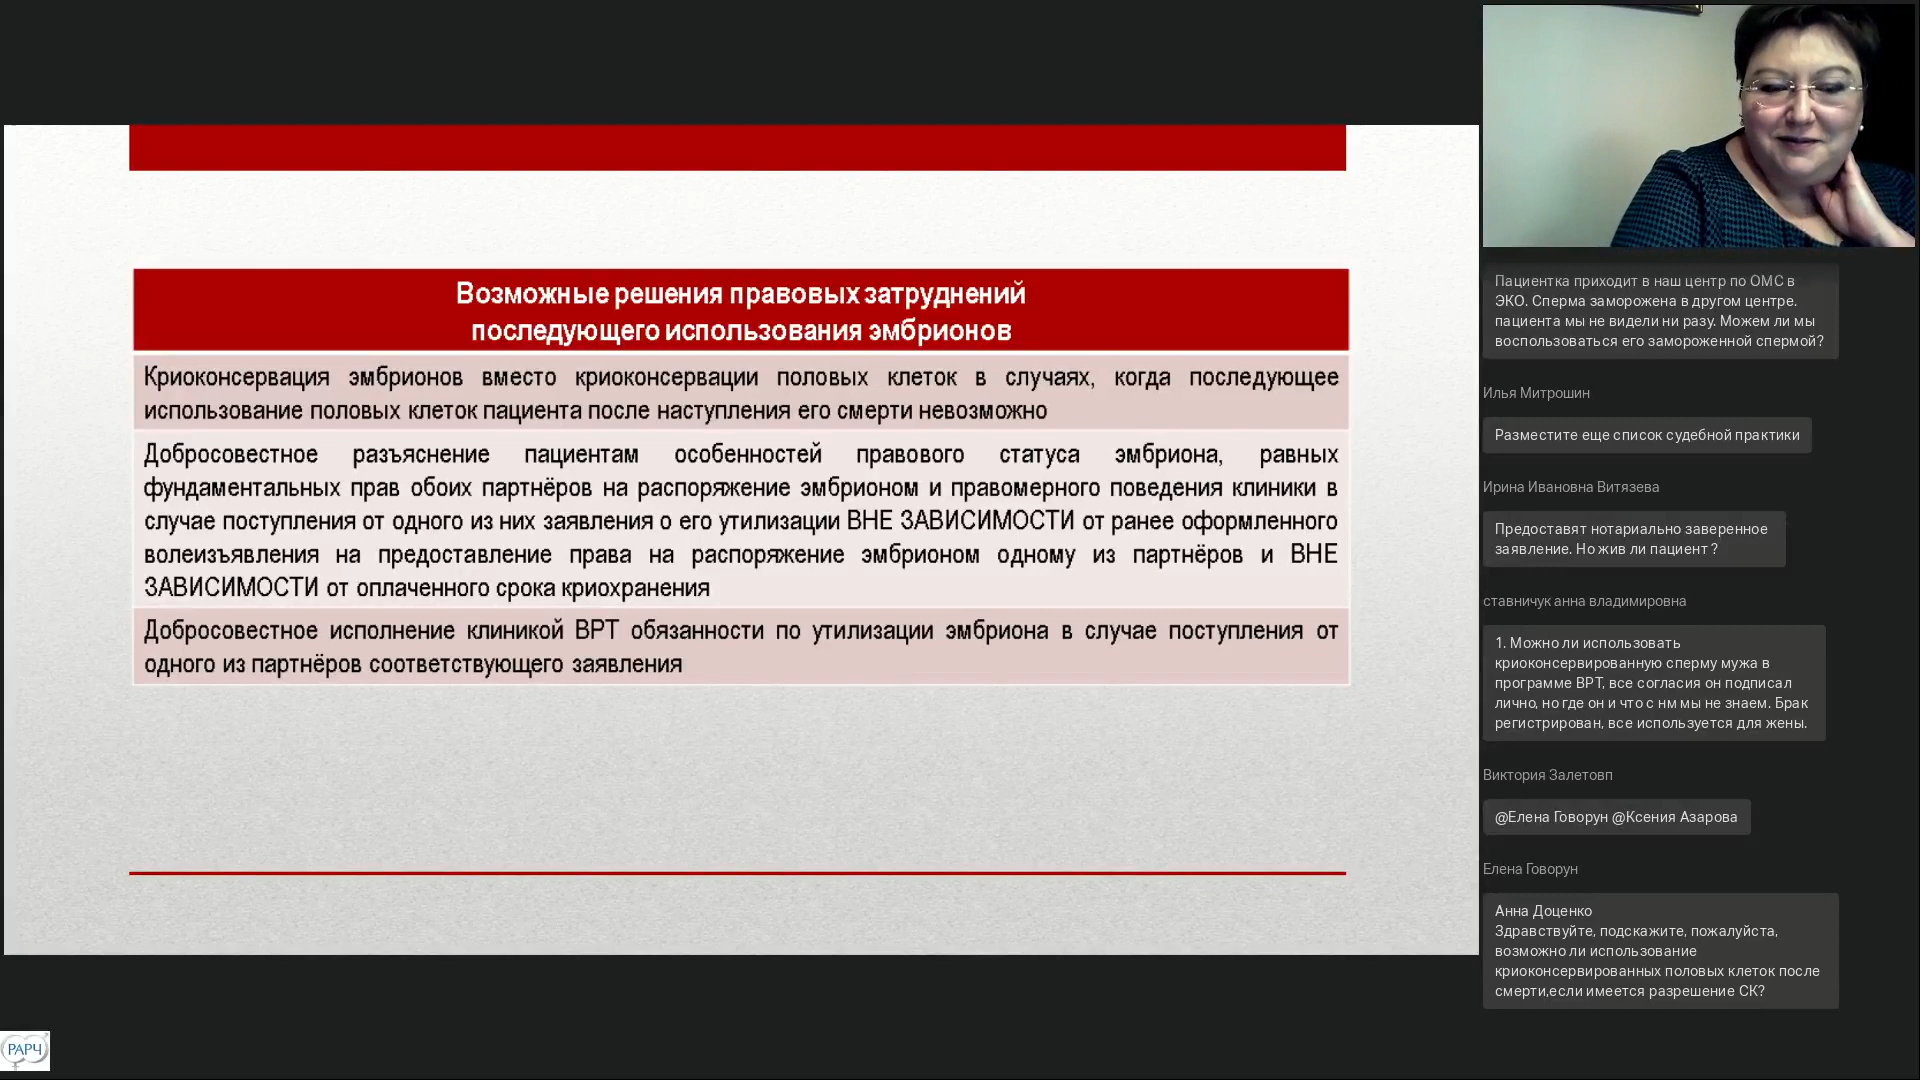 Возможные решения правовых затруднений
последующего использования эмбрионов
Криоконсервация эмбрионов вместо криоконсервации половых клеток в случаях, когда последующее
использование половых клеток пациента после наступления его смерти невозможно
Добросовестное разъяснение пациентам особенностей правового статуса эмбриона, равных
фундаментальных прав обоих партнёров на распоряжение эмбрионом и правомерного поведения клиники в
случае поступления от одного из них заявления о его утилизации ВНЕ ЗАВИСИМОСТИ от ранее оформленного
волеизъявления на предоставление права на распоряжение эмбрионом одному из партнёров и ВНЕ
ЗАВИСИМОСТИ от оплаченного срока криохранения
Добросовестное исполнение клиникой ВРТ обязанности по утилизации эмбриона в случае поступления от
одного из партнёров соответствующего заявления
РАРЧ
Пациентка приходит в наш центр по ОМС в
ЭКО. Сперма заморожена в другом центре.
пациента мы не видели ни разу. Можем ли мы
воспользоваться его замороженной спермой?
Илья Митрошин
Разместите еще список судебной практики
Ирина Ивановна Витязева
Предоставят нотариально заверенное
заявление. Но жив ли пациент ?
ставничук анна владимировна
1. Можно ли использовать
криоконсервированную сперму мужа в
программе ВРТ, все согласия он подписал
лично, но где он и что с нм мы не знаем. Брак
регистрирован, все используется для жены.
Виктория Залетовп
@Елена Говорун @Ксения Азарова
Елена Говорун
Анна Доценко
Здравствуйте, подскажите, пожалуйста,
возможно ли использование
криоконсервированных половых клеток после
смерти,если имеется разрешение СК?